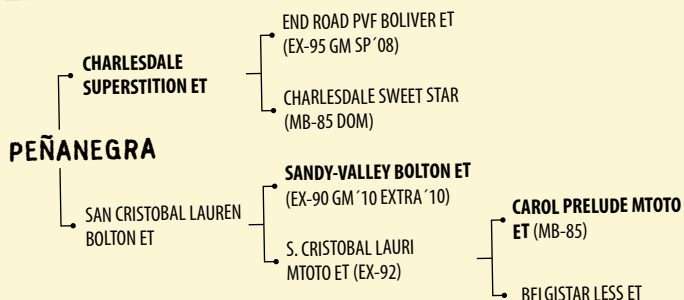 END ROAD PVF BOLIVER ET
(EX-95 GM SP´08)
CHARLESDALE
SUPERSTITION ET
CHARLESDALE SWEET STAR
(MB-85 DOM)
PEÑANEGRA
SANDY-VALLEY BOLTON ET
(EX-90 GM´10 EXTRA´10)
SAN CRISTOBAL LAUREN
BOLTON ET
CAROL PRELUDE MTOTO
ET (MB-85)
S. CRISTOBAL LAURI
MTOTO ET (EX-92)
BELGISTAR LESS ET